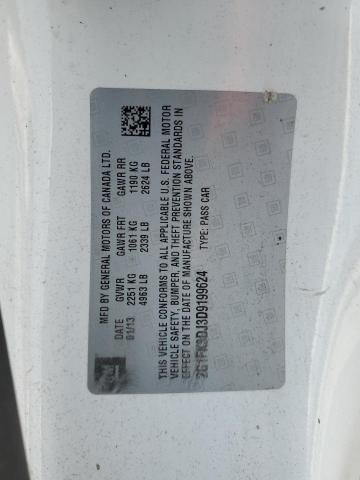 MFD BY GENERAL MOTORS OF CANADA LTD.
DATE GVWR GAWR FRT GAWR RR
01/13 2251 KG 1061 KG 1190 KG
4963 LB 2339 LB 2624 LB
THIS VEHICLE CONFORMS TO ALL APPLICABLE U.S. FEDERAL MOTOR
VEHICLE SAFETY, BUMPER, AND THEFT PREVENTION STANDARDS IN
EFFECT ON THE DATE OF MANUFACTURE SHOWN ABOVE.
2G1FK3DJ3D9199624 TYPE: PASS CAR